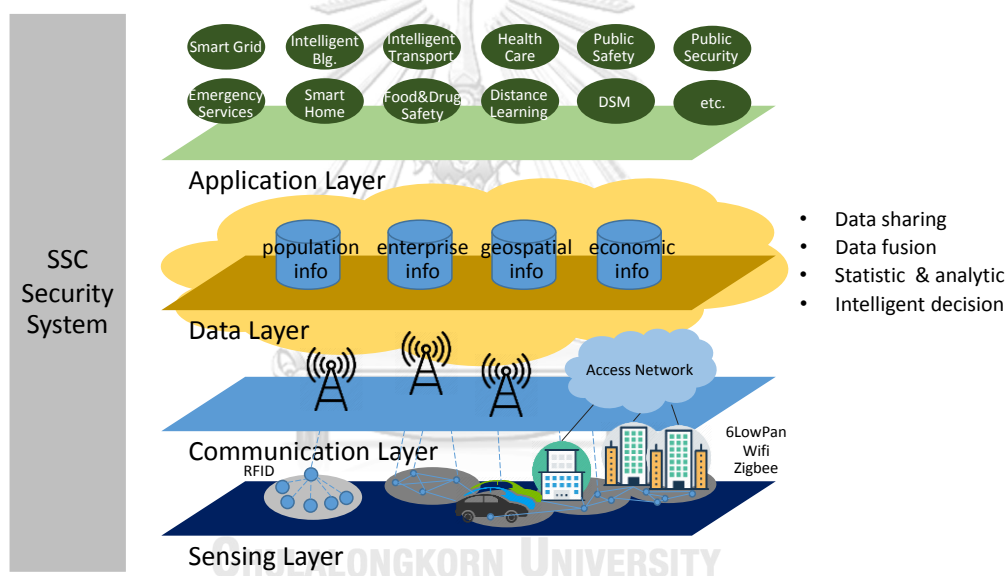 Smart Grid
Intelligent
Blg.
Intelligent
Transport
Health
Care
Public
Safety
Public
Security
Emergency
Services
Smart
Home
Food&Drug
Safety
Distance
Learning
DSM
etc.
Application Layer
SSC
Security
System
population
info
enterprise
info
geospatial
info
economic
info
• Data sharing
• Data fusion
• Statistic & analytic
• Intelligent decision
Data Layer
Access Network
Communication Layer
6LowPan
Wifi
Zigbee
RFID
Sensing Layer
CHULALONGKORN UNIVERSITY